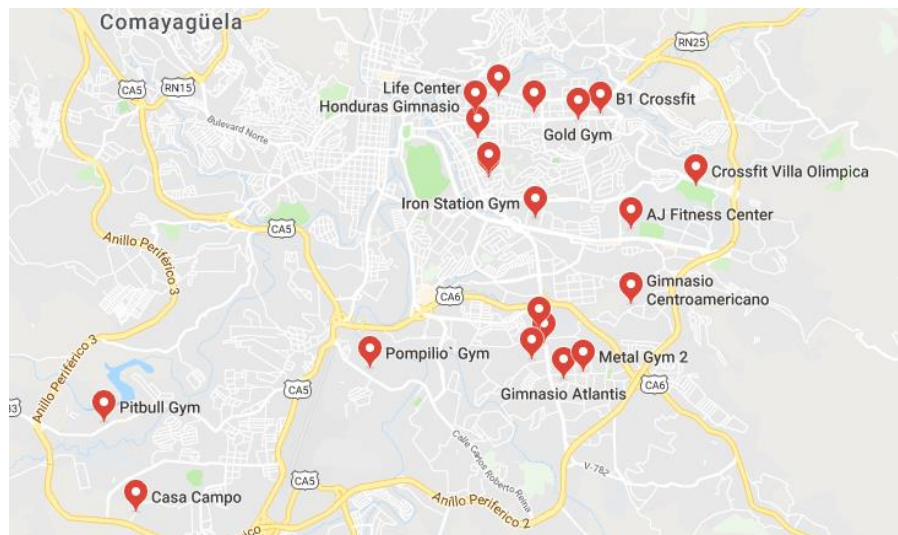 Comayagüela
RN25
CA5
RN15
Life Center
Honduras Gimnasio
B1 Crossfit
Bulevard Norte
Gold Gym
Crossfit Villa Olimpica
Iron Station Gym
AJ Fitness Center
CA5
Anillo Periférico 3
Gimnasio
Centroamericano
CA6
Pompilio` Gym
Metal Gym 2
Anillo Periférico 3
Gimnasio Atlantis
CA5
CA6
Pitbull Gym
33
Calle Carlos Roberto Reina
V-782
CA5
Casa Campo
Anillo Periférico 2